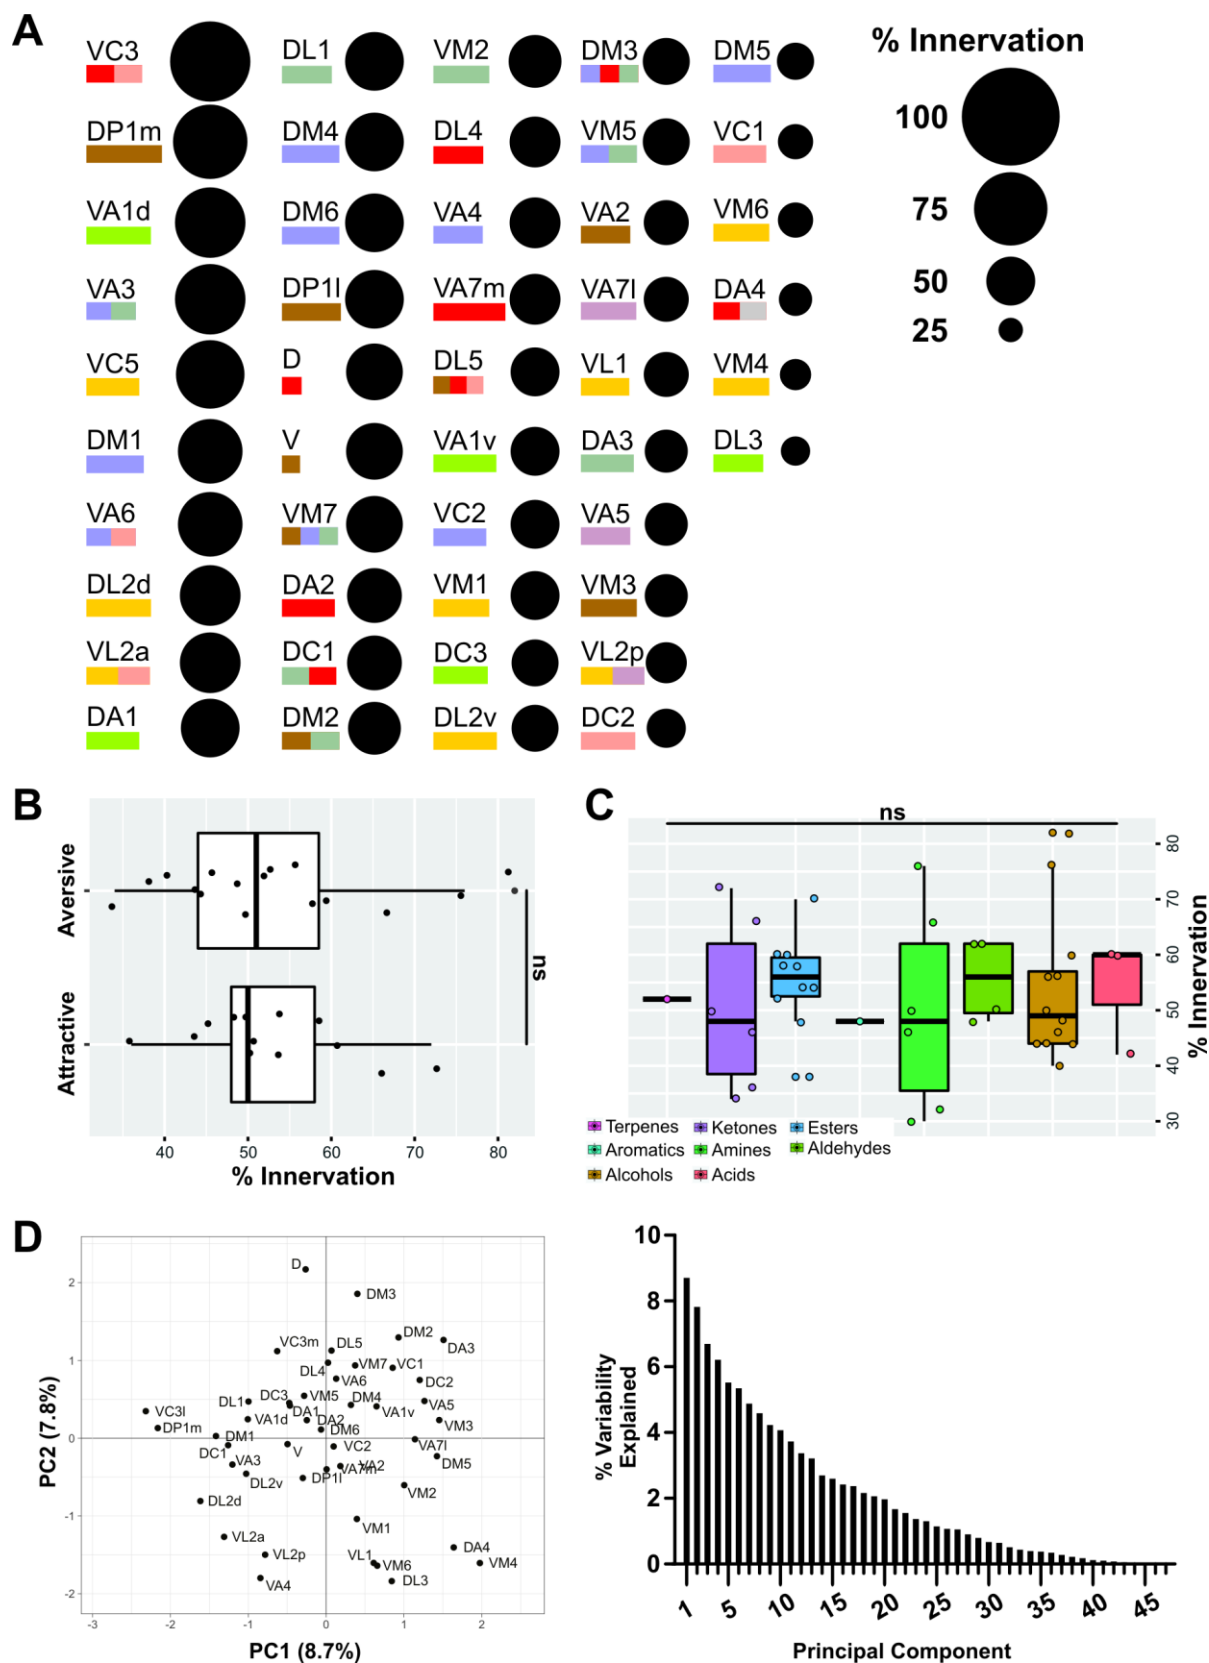 A
VC3 DL1 VM2 DM3 DM5
DP1m DM4 DL4 VM5 VC1
VA1d DM6 VA4 VA2 VM6
VA3 DP1l VA7m VA7l DA4
VC5 D DL5 VL1 VM4
DM1 V VA1v DA3 DL3
VA6 VM7 VC2 VA5
DL2d DA2 VM1 VM3
VL2a DC1 DC3 VL2p
DA1 DM2 DL2v DC2
% Innervation
100
75
50
25
B
Aversive
Attractive
ns
40 50 60 70 80
% Innervation
C
ns
80
70
60
50
40
30
% Innervation
Terpenes Ketones Esters
Aromatics Amines Aldehydes
Alcohols Acids
D
PC2 (7.8%)
2
1
0
-1
-2
D
DM3
DM2
DA3
VC3m
DL5
DL4
VM7
VC1
VA6
DC2
DL1
DC3
VM5
DM4
VA5
VC3l
DA1
VA1v
VA1d
DA2
VM3
DP1m
DM1
DM6
DC1
V
VC2
VA7l
VA3
VA2
DM5
DL2v
DP1l
VA7m
VM2
DL2d
VM1
VL2a
DA4
VL2p
VL1
VM6
VM4
VA4
DL3
-3 -2 -1 0 1 2
PC1 (8.7%)
% Variability
Explained
10
8
6
4
2
0
1 5 10 15 20 25 30 35 40 45
Principal Component